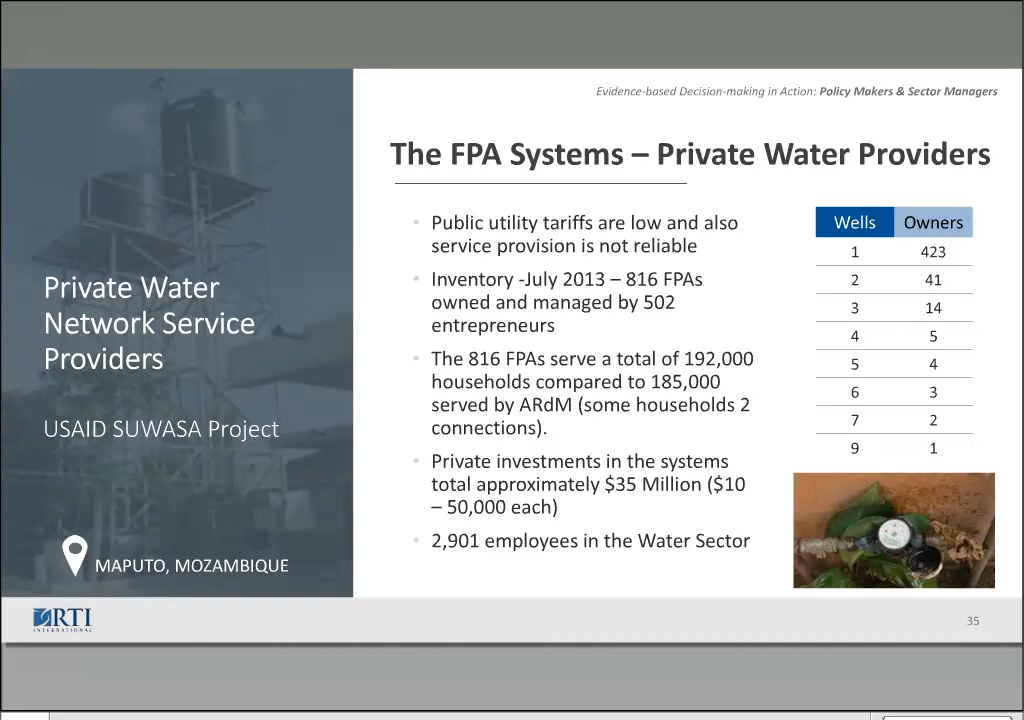 Evidence-based Decision-making in Action: Policy Makers & Sector Managers
The FPA Systems – Private Water Providers
Private Water
Network Service
Providers
USAID SUWASA Project
MAPUTO, MOZAMBIQUE
Public utility tariffs are low and also
service provision is not reliable
Inventory -July 2013 – 816 FPAs
owned and managed by 502
entrepreneurs
The 816 FPAs serve a total of 192,000
households compared to 185,000
served by ARdM (some households 2
connections).
Private investments in the systems
total approximately $35 Million ($10
– 50,000 each)
2,901 employees in the Water Sector
Wells Owners
1 423
2 41
3 14
4 5
5 4
6 3
7 2
9 1
RTI
INTERNATIONAL
35